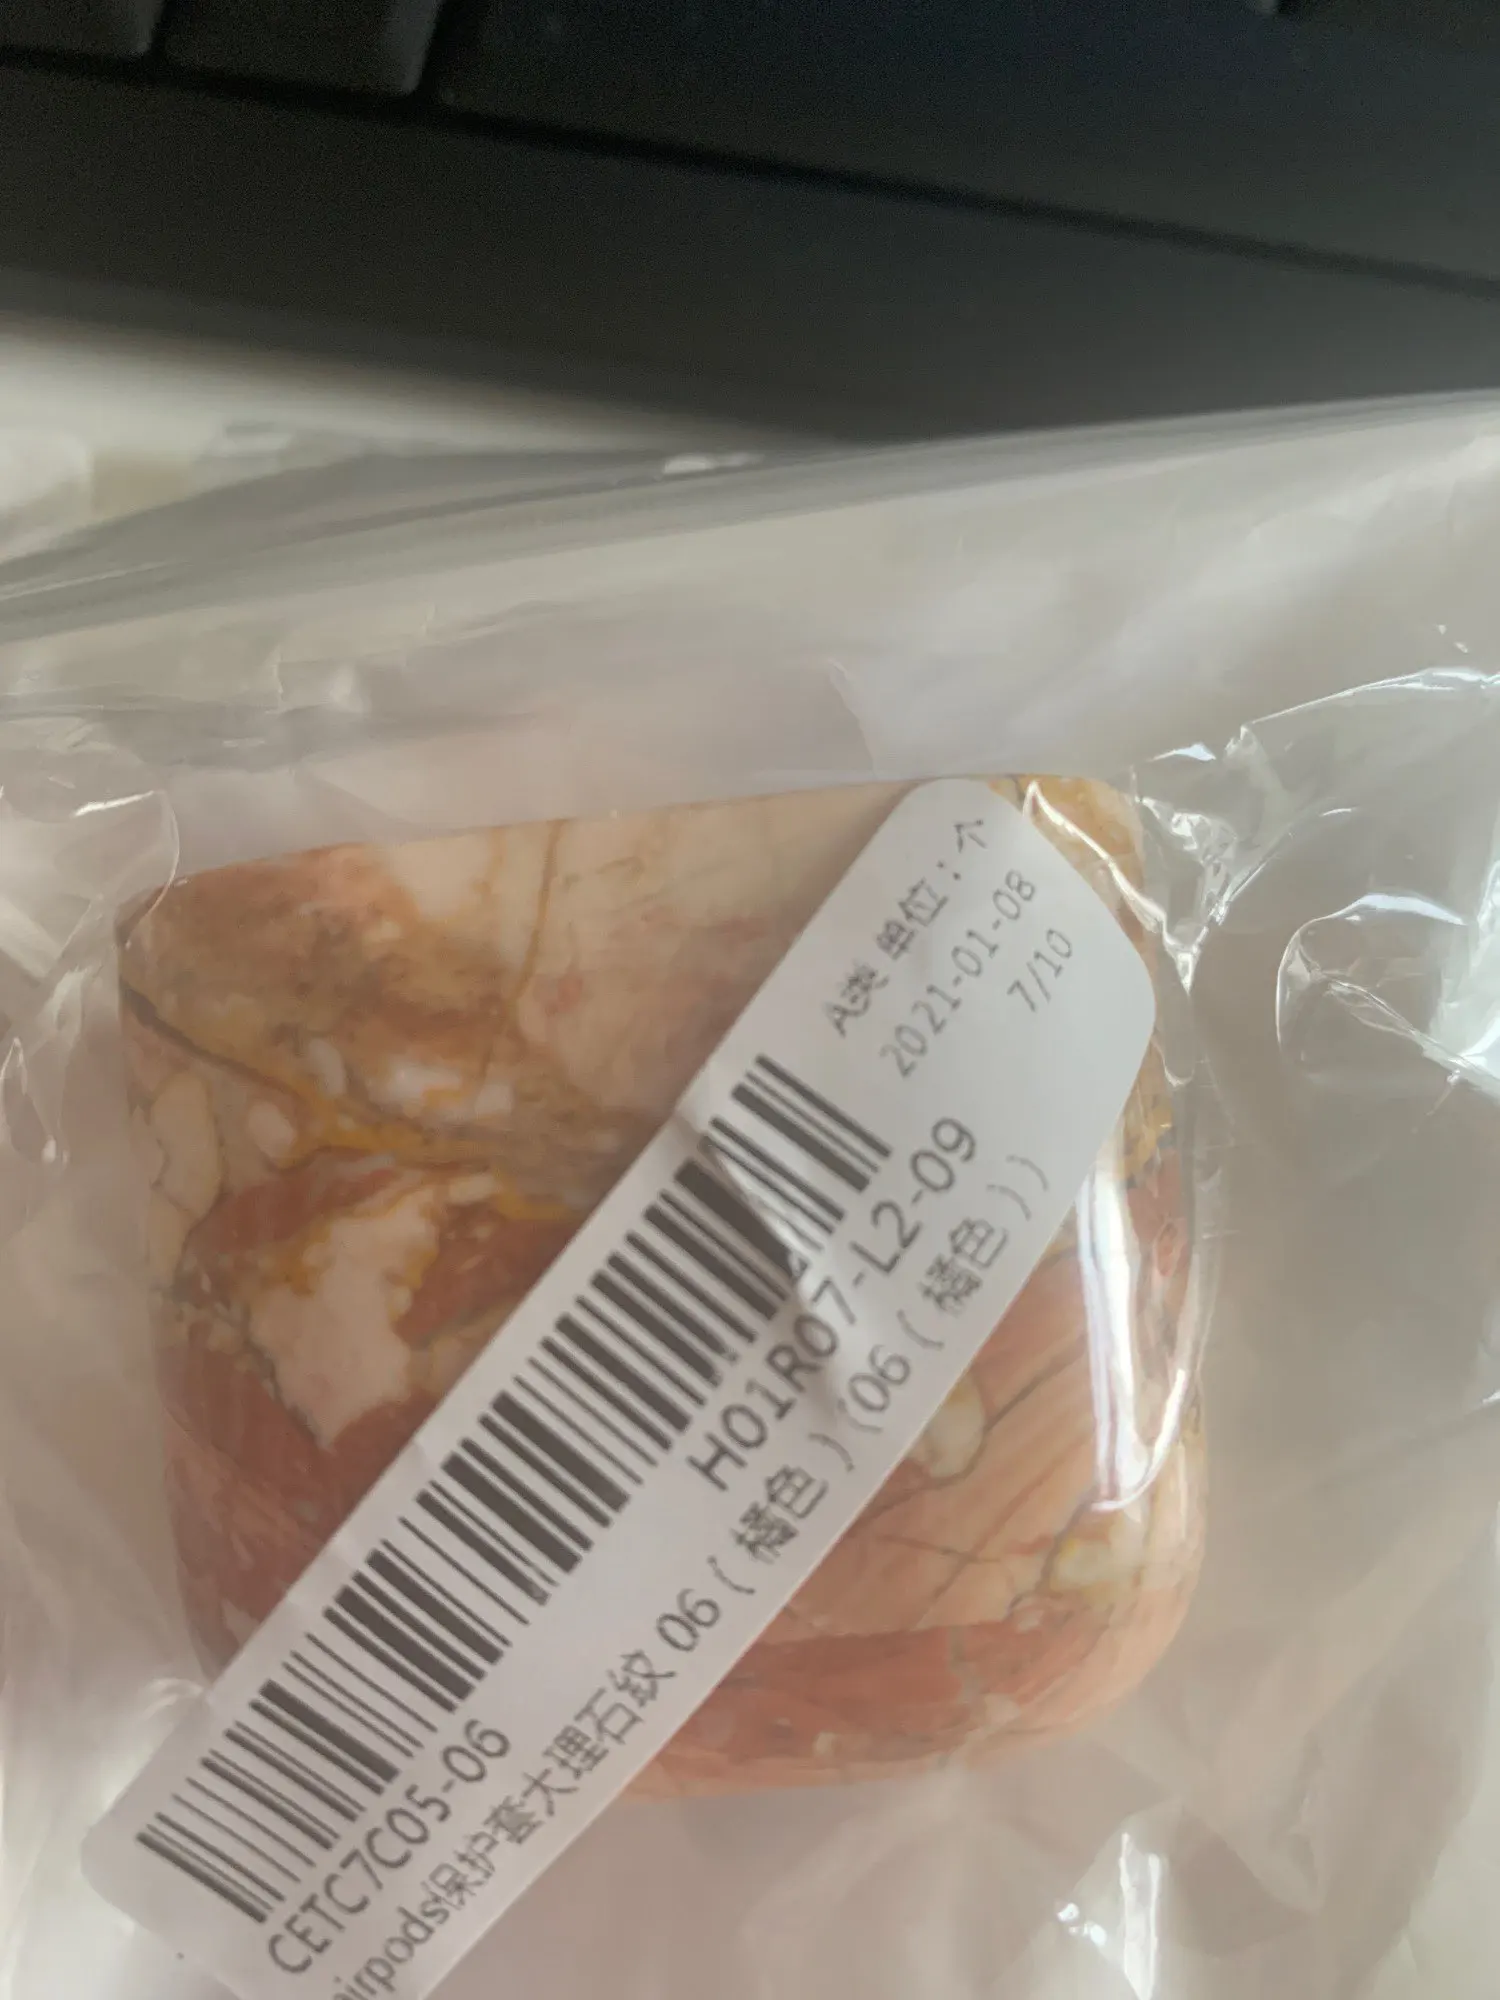 A类 单位：个
2021-01-08
7/10
CETC7C05-06 H01R07-L2-09
airpods保护套大理石纹 06（橘色）(06（橘色）)